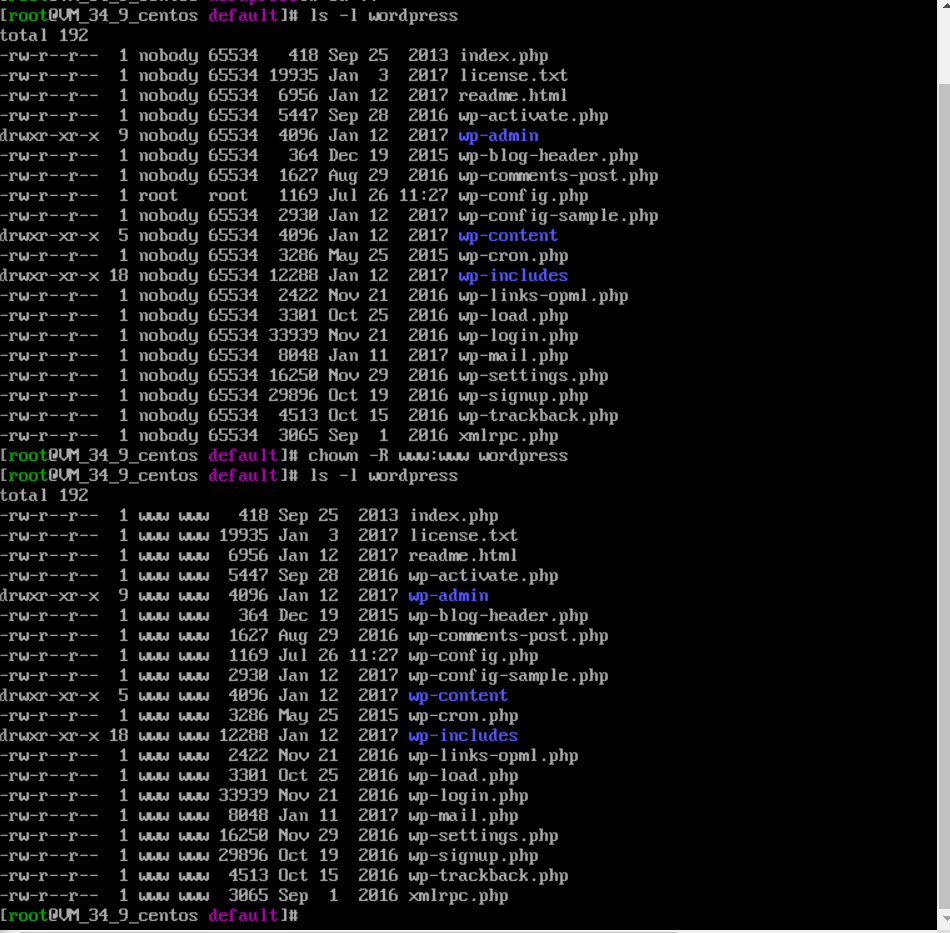 [root@VM_34_9_centos default]# ls -l wordpress
total 192
-rw-r--r--  1 nobody 65534   418 Sep 25  2013 index.php
-rw-r--r--  1 nobody 65534 19935 Jan  3  2017 license.txt
-rw-r--r--  1 nobody 65534  6956 Jan 12  2017 readme.html
-rw-r--r--  1 nobody 65534  5447 Sep 28  2016 wp-activate.php
drwxr-xr-x  9 nobody 65534  4096 Jan 12  2017 wp-admin
-rw-r--r--  1 nobody 65534   364 Dec 19  2015 wp-blog-header.php
-rw-r--r--  1 nobody 65534  1627 Aug 29  2016 wp-comments-post.php
-rw-r--r--  1 root   root   1169 Jul 26 11:27 wp-config.php
-rw-r--r--  1 nobody 65534  2930 Jan 12  2017 wp-config-sample.php
drwxr-xr-x  5 nobody 65534  4096 Jan 12  2017 wp-content
-rw-r--r--  1 nobody 65534  3286 May 25  2015 wp-cron.php
drwxr-xr-x 18 nobody 65534 12288 Jan 12  2017 wp-includes
-rw-r--r--  1 nobody 65534  2422 Nov 21  2016 wp-links-opml.php
-rw-r--r--  1 nobody 65534  3301 Oct 25  2016 wp-load.php
-rw-r--r--  1 nobody 65534 33939 Nov 21  2016 wp-login.php
-rw-r--r--  1 nobody 65534  8048 Jan 11  2017 wp-mail.php
-rw-r--r--  1 nobody 65534 16250 Nov 29  2016 wp-settings.php
-rw-r--r--  1 nobody 65534 29896 Oct 19  2016 wp-signup.php
-rw-r--r--  1 nobody 65534  4513 Oct 15  2016 wp-trackback.php
-rw-r--r--  1 nobody 65534  3065 Sep  1  2016 xmlrpc.php
[root@VM_34_9_centos default]# chown -R www:www wordpress
[root@VM_34_9_centos default]# ls -l wordpress
total 192
-rw-r--r--  1 www www   418 Sep 25  2013 index.php
-rw-r--r--  1 www www 19935 Jan  3  2017 license.txt
-rw-r--r--  1 www www  6956 Jan 12  2017 readme.html
-rw-r--r--  1 www www  5447 Sep 28  2016 wp-activate.php
drwxr-xr-x  9 www www  4096 Jan 12  2017 wp-admin
-rw-r--r--  1 www www   364 Dec 19  2015 wp-blog-header.php
-rw-r--r--  1 www www  1627 Aug 29  2016 wp-comments-post.php
-rw-r--r--  1 www www  1169 Jul 26 11:27 wp-config.php
-rw-r--r--  1 www www  2930 Jan 12  2017 wp-config-sample.php
drwxr-xr-x  5 www www  4096 Jan 12  2017 wp-content
-rw-r--r--  1 www www  3286 May 25  2015 wp-cron.php
drwxr-xr-x 18 www www 12288 Jan 12  2017 wp-includes
-rw-r--r--  1 www www  2422 Nov 21  2016 wp-links-opml.php
-rw-r--r--  1 www www  3301 Oct 25  2016 wp-load.php
-rw-r--r--  1 www www 33939 Nov 21  2016 wp-login.php
-rw-r--r--  1 www www  8048 Jan 11  2017 wp-mail.php
-rw-r--r--  1 www www 16250 Nov 29  2016 wp-settings.php
-rw-r--r--  1 www www 29896 Oct 19  2016 wp-signup.php
-rw-r--r--  1 www www  4513 Oct 15  2016 wp-trackback.php
-rw-r--r--  1 www www  3065 Sep  1  2016 xmlrpc.php
[root@VM_34_9_centos default]#